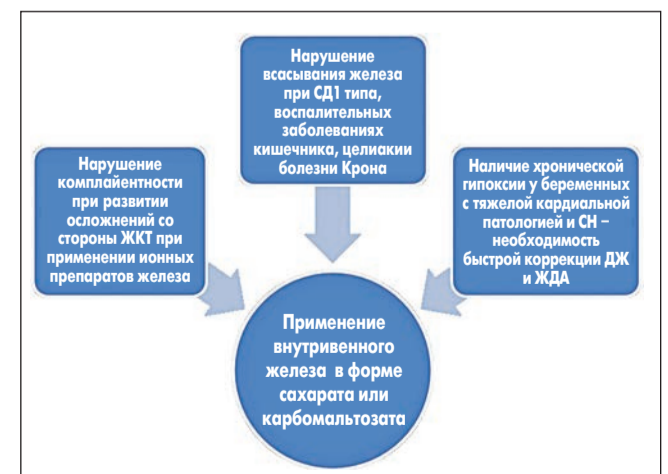 Нарушение
всасывания железа
при СД1 типа,
воспалительных
заболеваниях
кишечника, целиакии
болезни Крона
Нарушение
комплайентности
при развитии
осложнений со
стороны ЖКТ при
применении ионных
препаратов железа
Наличие хронической
гипоксии у беременных
с тяжелой кардиальной
патологией и СН –
необходимость
быстрой коррекции ДЖ
и ЖДА
Применение
внутривенного
железа в форме
сахарата или
карбомальтозата